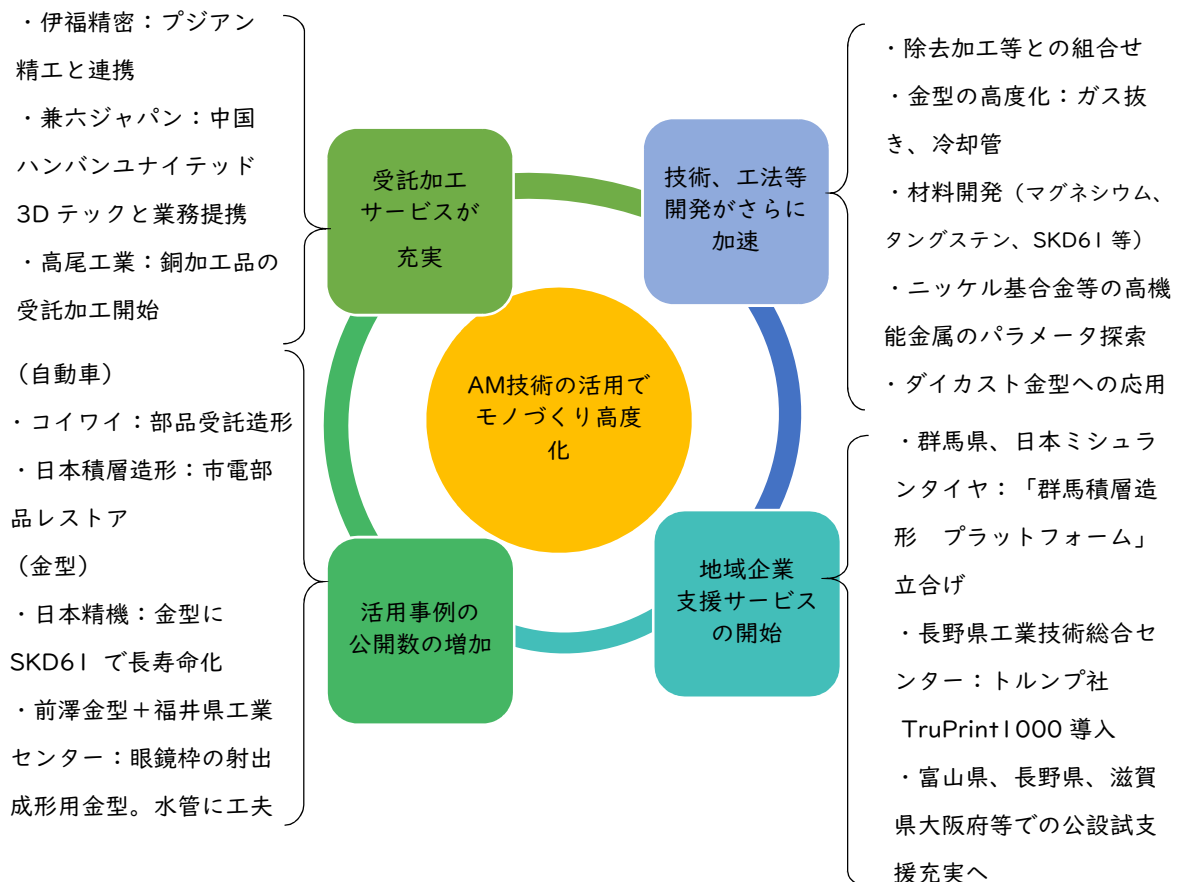 ・伊福精密：プジアン
精工と連携
・兼六ジャパン：中国
ハンバンユナイテッド
3D テックと業務提携
・高尾工業：銅加工品の
受託加工開始
（自動車）
・コイワイ：部品受託造形
・日本積層造形：市電部
品レストア
（金型）
・日本精機：金型に
SKD61 で長寿命化
・前澤金型＋福井県工業
センター：眼鏡枠の射出
成形用金型。水管に工夫
受託加工
サービスが
充実
技術、工法等
開発がさらに
加速
AM技術の活用で
モノづくり高度
化
活用事例の
公開数の増加
地域企業
支援サービス
の開始
・除去加工等との組合せ
・金型の高度化：ガス抜
き、冷却管
・材料開発（マグネシウム、
タングステン、SKD61 等）
・ニッケル基合金等の高機
能金属のパラメータ探索
・ダイカスト金型への応用
・群馬県、日本ミシュラ
ンタイヤ：「群馬積層造
形　プラットフォーム」
立合げ
・長野県工業技術総合セ
ンター：トルンプ社
TruPrint1000 導入
・富山県、長野県、滋賀
県大阪府等での公設試支
援充実へ